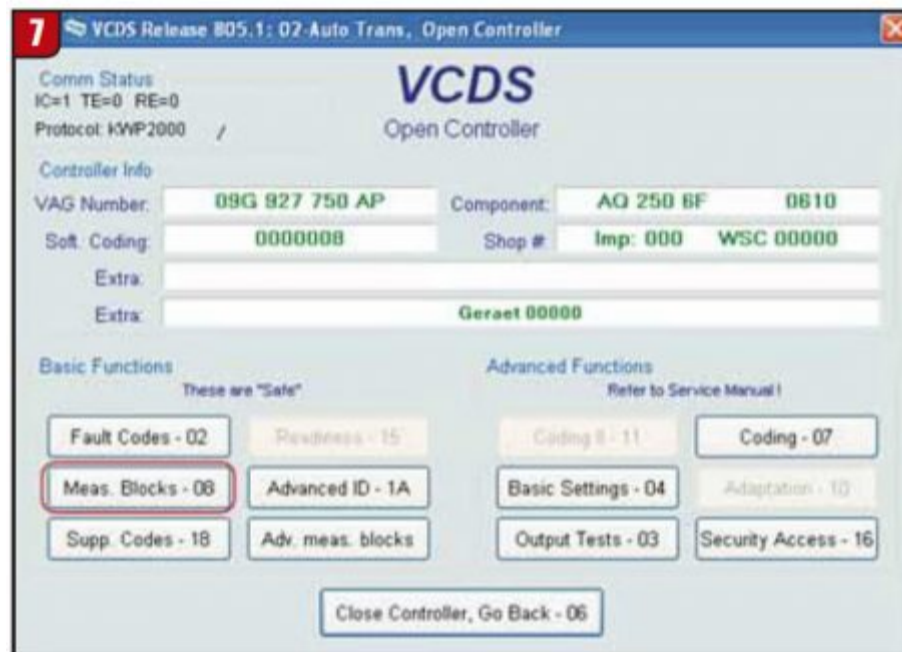 7
VCDS Release 805.1: 02-Auto Trans, Open Controller
Comm Status
IC=1 TE=0 RE=0
Protocol: KWP2000 /
VCDS
Open Controller
Controller Info
VAG Number: 09G 927 750 AP Component: AQ 250 6F 0610
Soft. Coding: 0000008 Shop # Imp: 000 WSC 00000
Extra:
Extra: Geraet 00000
Basic Functions Advanced Functions
These are "Safe" Refer to Service Manual!
Fault Codes - 02 Readiness - 15 Coding II - 11 Coding - 07
Meas. Blocks - 08 Advanced ID - 1A Basic Settings - 04 Adaptation - 10
Supp. Codes - 18 Adv. meas. blocks Output Tests - 03 Security Access - 16
Close Controller, Go Back - 06